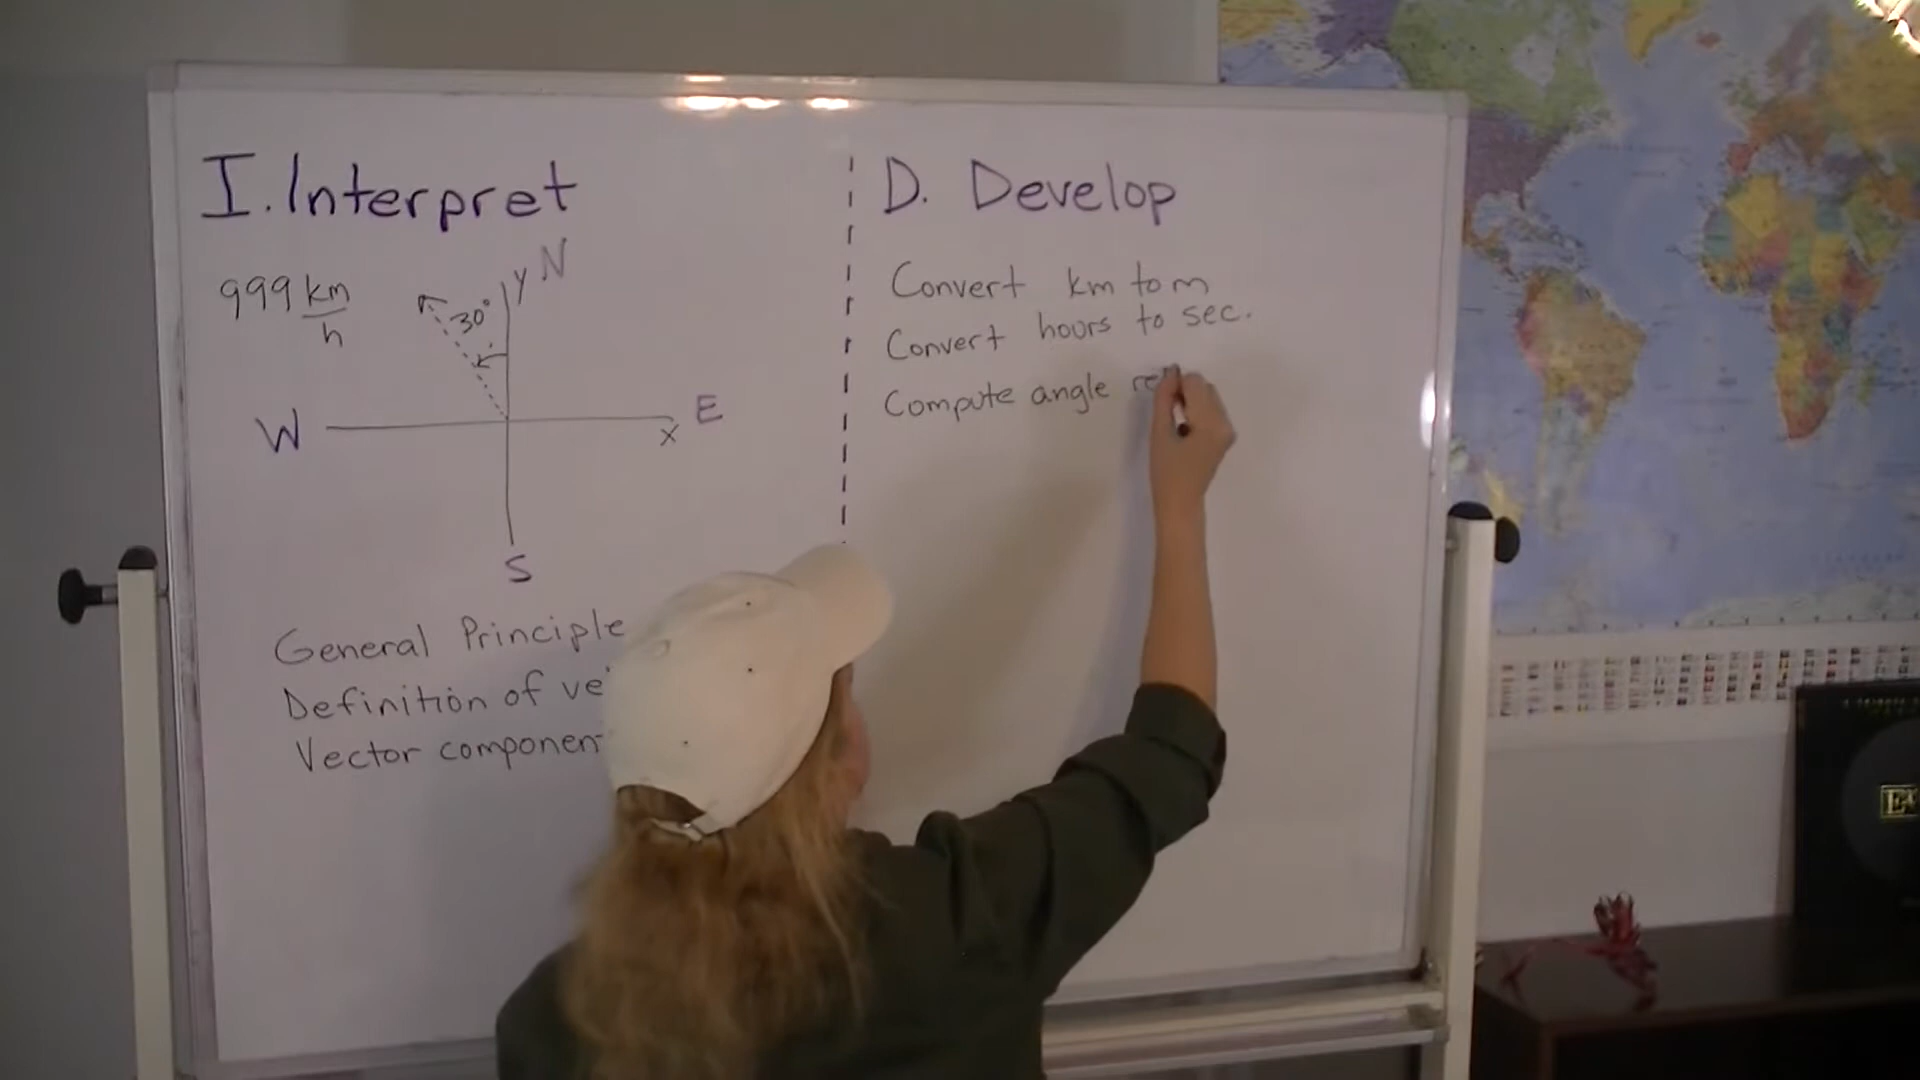 I. Interpret
999 km
h
30°
y N
W
E
x
S
General Principle
Definition of
Vector
D. Develop
Convert km to m
Convert hours to sec.
Compute angle